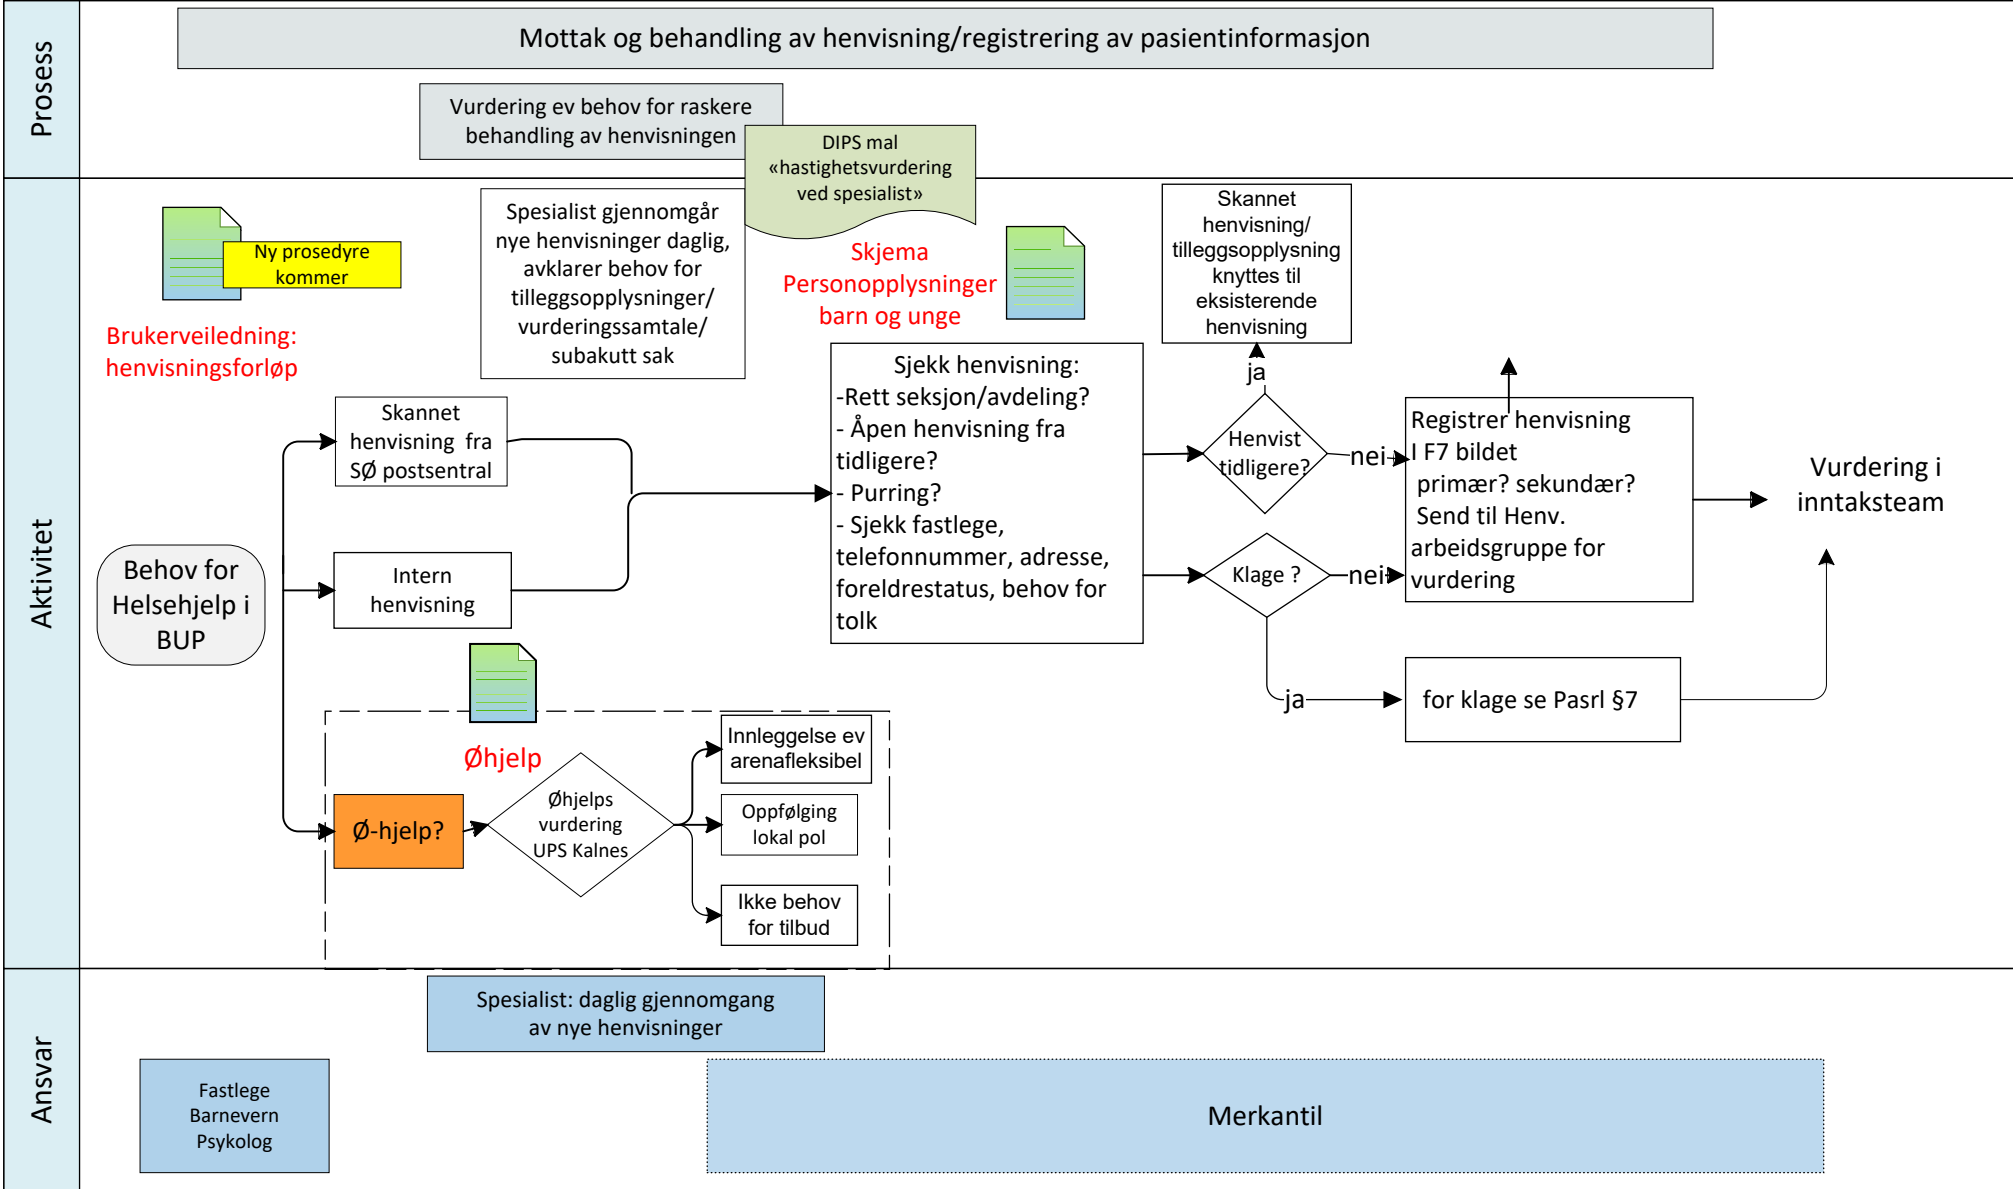 Prosess
Mottak og behandling av henvisning/registrering av pasientinformasjon
Vurdering ev behov for raskere
behandling av henvisningen
DIPS mal
«hastighetsvurdering
ved spesialist»
Aktivitet
Ny prosedyre
kommer
Brukerveiledning:
henvisningsforløp
Spesialist gjennomgår
nye henvisninger daglig,
avklarer behov for
tilleggsopplysninger/
vurderingssamtale/
subakutt sak
Skjema
Personopplysninger
barn og unge
Skannet
henvisning/
tilleggsopplysning
knyttes til
eksisterende
henvisning
Behov for
Helsehjelp i
BUP
Skannet
henvisning  fra
SØ postsentral
Intern
henvisning
Sjekk henvisning:
-Rett seksjon/avdeling?
- Åpen henvisning fra
tidligere?
- Purring?
- Sjekk fastlege,
telefonnummer, adresse,
foreldrestatus, behov for
tolk
ja
Henvist
tidligere?
nei
Klage ?
nei
ja
Registrer henvisning
I F7 bildet
primær? sekundær?
Send til Henv.
arbeidsgruppe for
vurdering
for klage se Pasrl §7
Vurdering i
inntaksteam
Øhjelp
Ø-hjelp?
Øhjelps
vurdering
UPS Kalnes
Innleggelse ev
arenafleksibel
Oppfølging
lokal pol
Ikke behov
for tilbud
Ansvar
Spesialist: daglig gjennomgang
av nye henvisninger
Fastlege
Barnevern
Psykolog
Merkantil